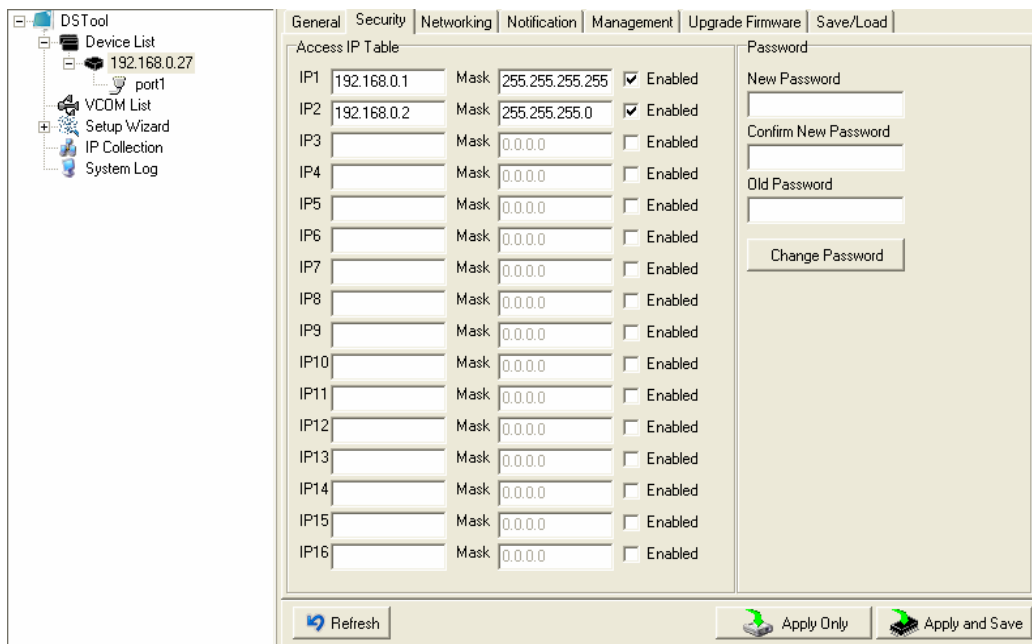 DSTool
Device List
192.168.0.27
port1
VCOM List
Setup Wizard
IP Collection
System Log
General Security Networking Notification Management Upgrade Firmware Save/Load
Access IP Table
IP1 192.168.0.1 Mask 255.255.255.255 Enabled
IP2 192.168.0.2 Mask 255.255.255.0 Enabled
IP3 Mask 0.0.0.0 Enabled
IP4 Mask 0.0.0.0 Enabled
IP5 Mask 0.0.0.0 Enabled
IP6 Mask 0.0.0.0 Enabled
IP7 Mask 0.0.0.0 Enabled
IP8 Mask 0.0.0.0 Enabled
IP9 Mask 0.0.0.0 Enabled
IP10 Mask 0.0.0.0 Enabled
IP11 Mask 0.0.0.0 Enabled
IP12 Mask 0.0.0.0 Enabled
IP13 Mask 0.0.0.0 Enabled
IP14 Mask 0.0.0.0 Enabled
IP15 Mask 0.0.0.0 Enabled
IP16 Mask 0.0.0.0 Enabled
Password
New Password
Confirm New Password
Old Password
Change Password
Refresh
Apply Only
Apply and Save